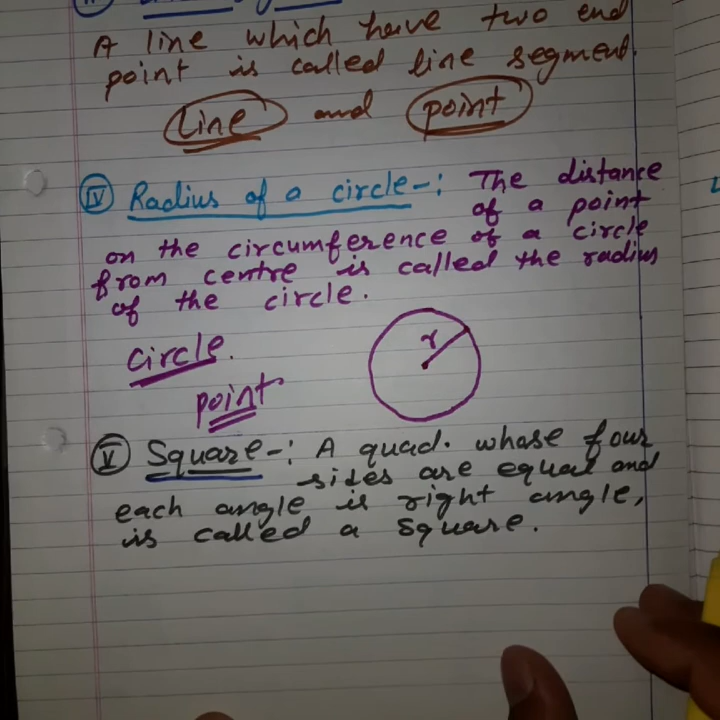 A line which have two end
point is called line segment.
line and point
IV Radius of a circle-: The distance
of a point
on the circumference of a circle
from centre is called the radius
of the circle.
circle.
r
point
V Square-: A quad. whose four
sides are equal and
each angle is right angle,
is called a square.